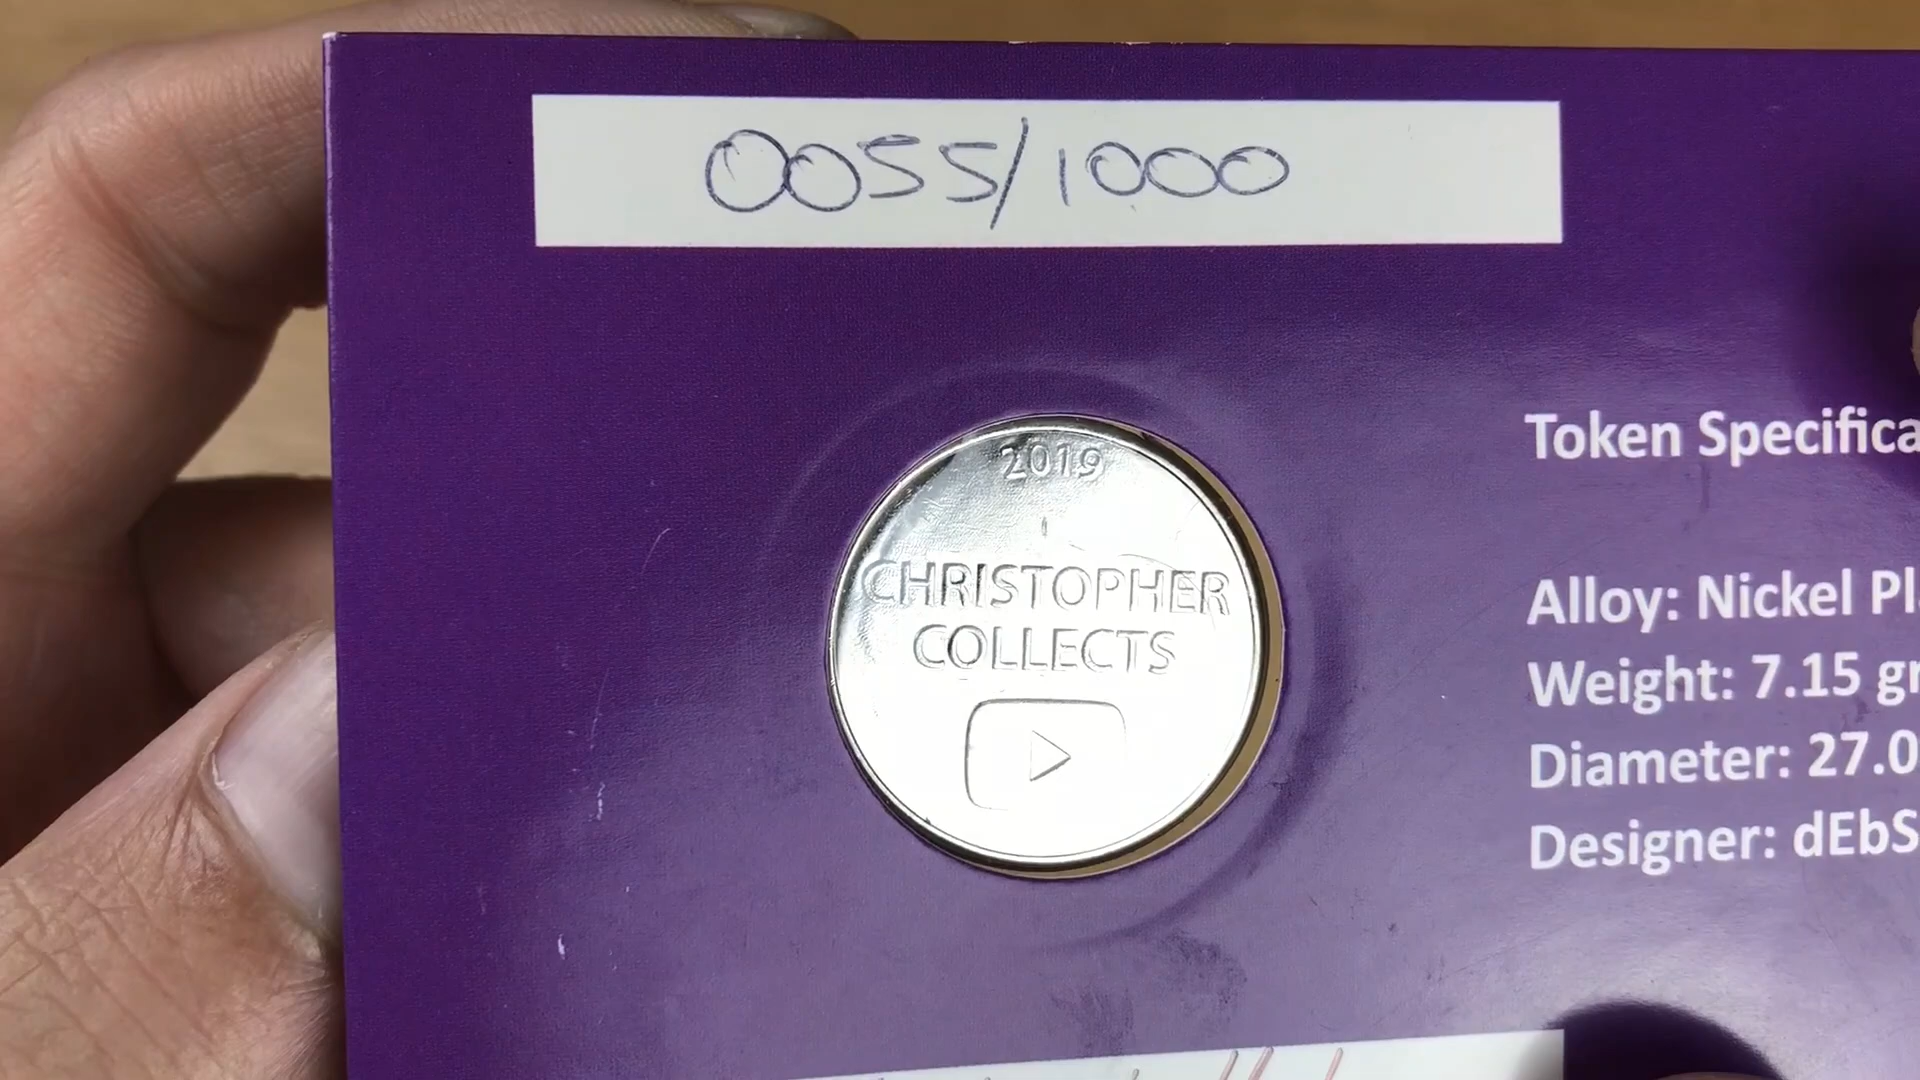 0055/1000
2019
CHRISTOPHER
COLLECTS
Token Specifica
Alloy: Nickel Pl
Weight: 7.15 gr
Diameter: 27.0
Designer: dEbS